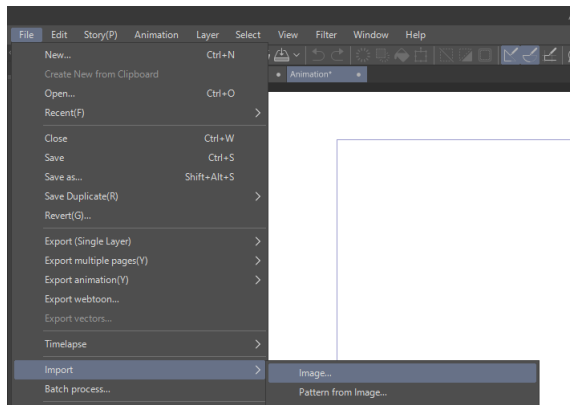 File Edit Story(P) Animation Layer Select View Filter Window Help
New... Ctrl+N
Create New from Clipboard
Animation*
Open... Ctrl+O
Recent(F)
Close Ctrl+W
Save Ctrl+S
Save as... Shift+Alt+S
Save Duplicate(R)
Revert(G)...
Export (Single Layer)
Export multiple pages(Y)
Export animation(Y)
Export webtoon...
Export vectors...
Timelapse
Import
Image...
Batch process...
Pattern from Image...